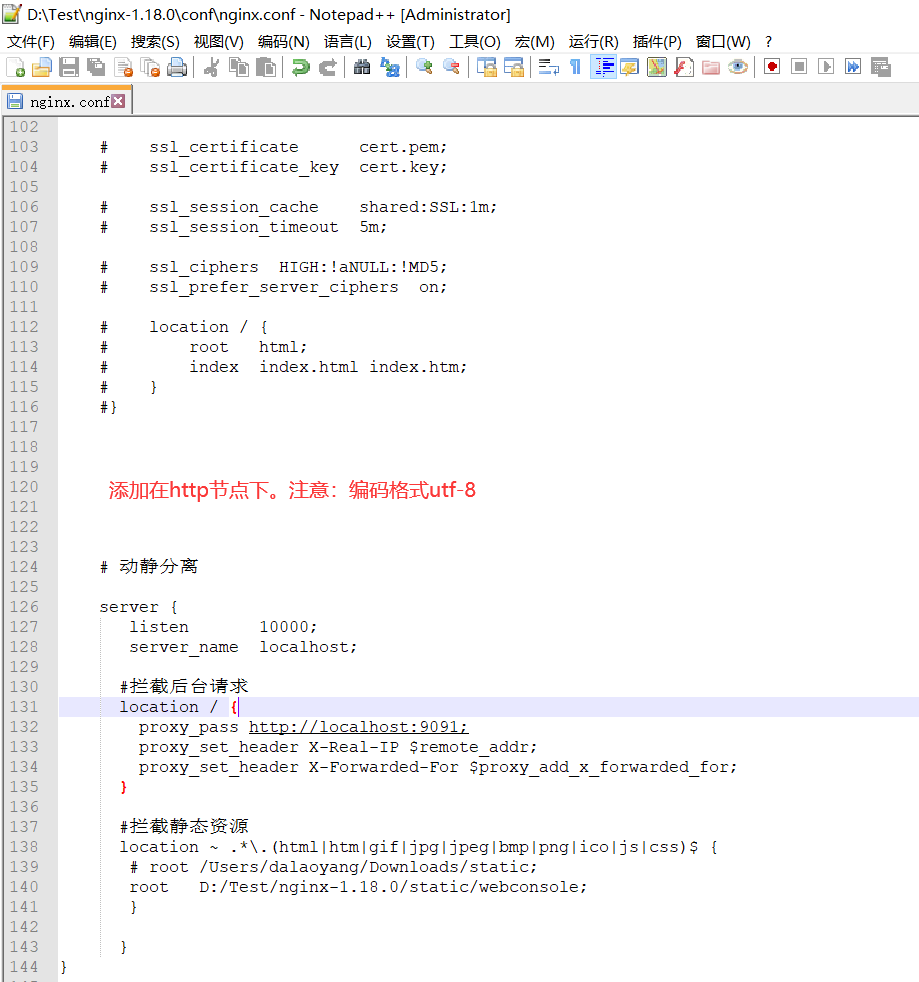 D:\Test\nginx-1.18.0\conf\nginx.conf - Notepad++ [Administrator]
文件(F) 编辑(E) 搜索(S) 视图(V) 编码(N) 语言(L) 设置(T) 工具(O) 宏(M) 运行(R) 插件(P) 窗口(W) ?
nginx.conf
102
103 # ssl_certificate cert.pem;
104 # ssl_certificate_key cert.key;
105
106 # ssl_session_cache shared:SSL:1m;
107 # ssl_session_timeout 5m;
108
109 # ssl_ciphers HIGH:!aNULL:!MD5;
110 # ssl_prefer_server_ciphers on;
111
112 # location / {
113 # root html;
114 # index index.html index.htm;
115 # }
116 #}
117
118
119
120 添加在http节点下。注意：编码格式utf-8
121
122
123
124 # 动静分离
125
126 server {
127 listen 10000;
128 server_name localhost;
129
130 #拦截后台请求
131 location / {
132 proxy_pass http://localhost:9091;
133 proxy_set_header X-Real-IP $remote_addr;
134 proxy_set_header X-Forwarded-For $proxy_add_x_forwarded_for;
135 }
136
137 #拦截静态资源
138 location ~ .*\.(html|htm|gif|jpg|jpeg|bmp|png|ico|js|css)$ {
139 # root /Users/dalaoyang/Downloads/static;
140 root D:/Test/nginx-1.18.0/static/webconsole;
141 }
142
143 }
144 }